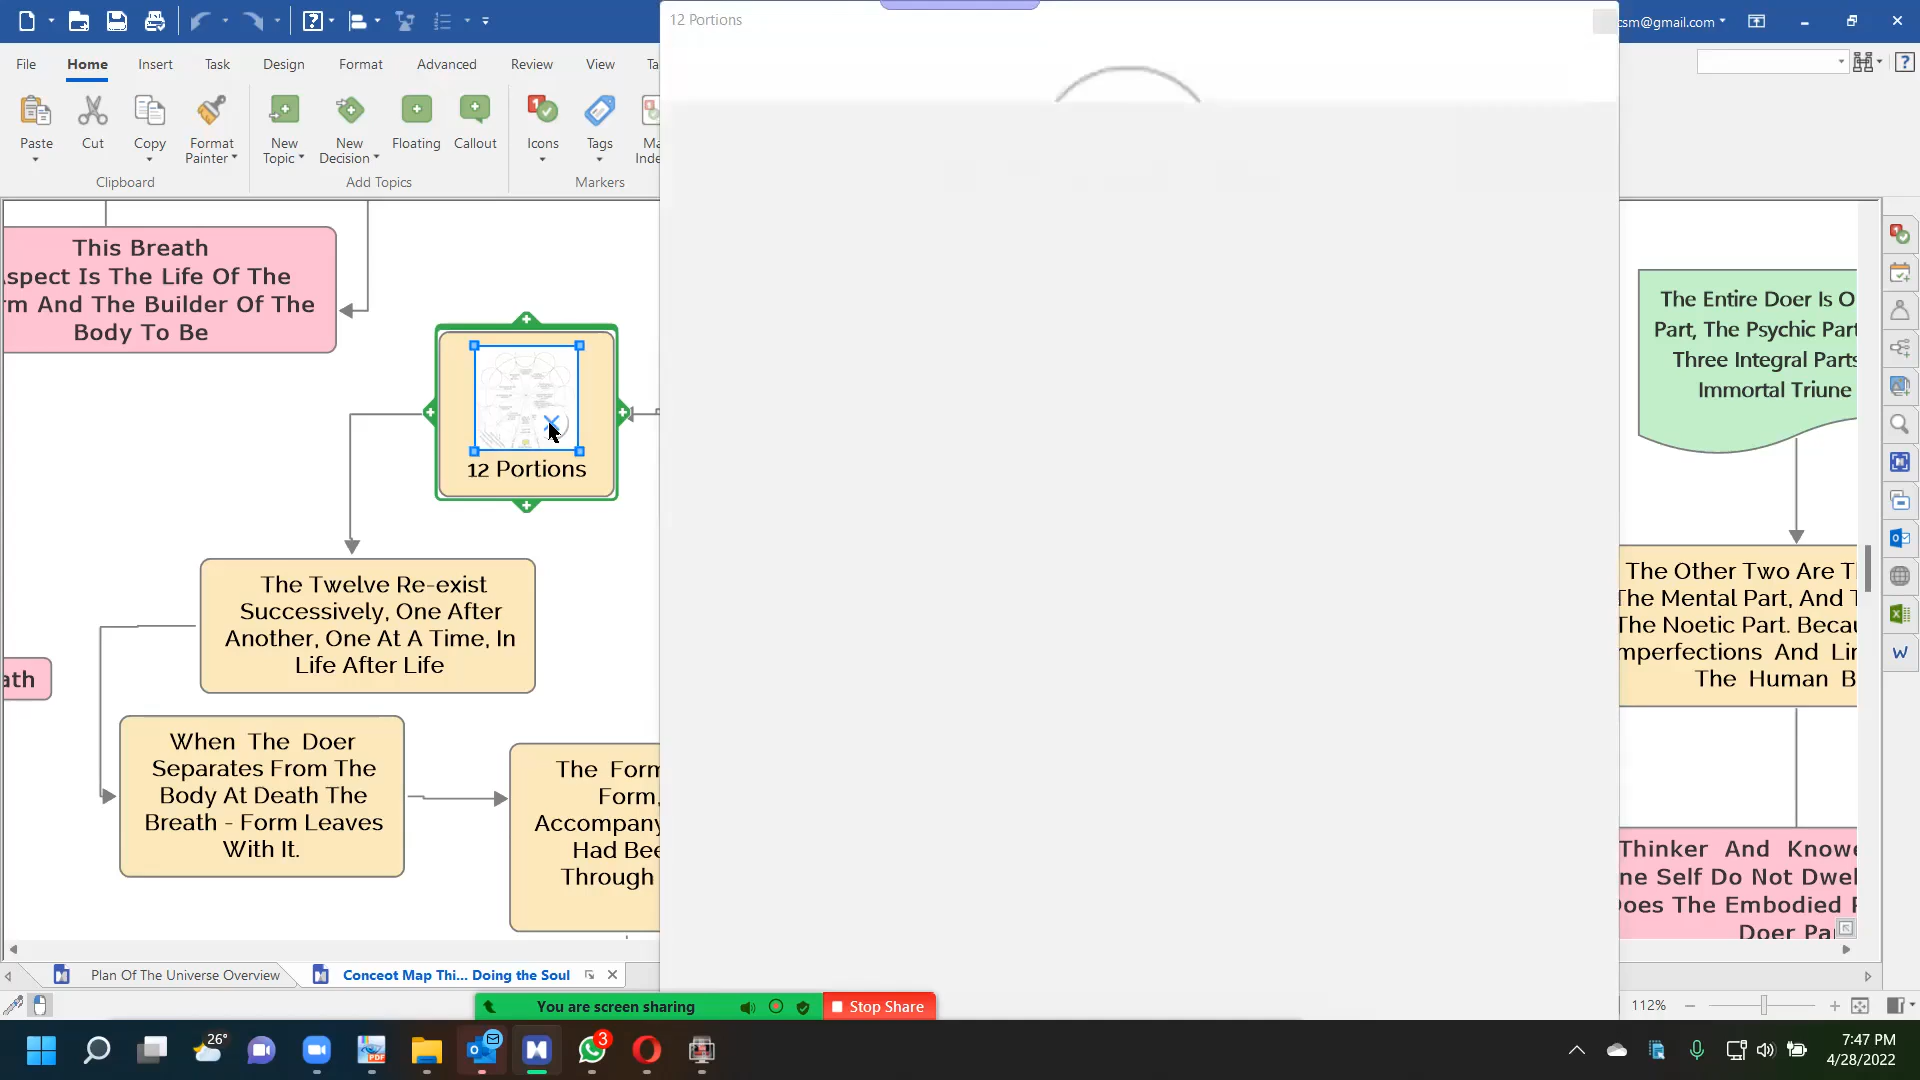 12 Portions
csm@gmail.com
File
Home
Insert
Task
Design
Format
Advanced
Review
View
Paste
Cut
Copy
Format
Painter
New
Topic
New
Decision
Floating
Callout
Icons
Tags
Clipboard
Add Topics
Markers
This Breath
spect Is The Life Of The
rm And The Builder Of The
Body To Be
12 Portions
The Twelve Re-exist
Successively, One After
Another, One At A Time, In
Life After Life
ath
When The Doer
Separates From The
Body At Death The
Breath - Form Leaves
With It.
The Form
Form,
Accompany
Had Bee
Through
The Entire Doer Is O
Part, The Psychic Part
Three Integral Parts
Immortal Triune
The Other Two Are T
The Mental Part, And T
The Noetic Part. Becau
mperfections And Lim
The Human B
Thinker And Knowe
ne Self Do Not Dwel
Does The Embodied P
Doer Pa
Plan Of The Universe Overview
Conceot Map Thi... Doing the Soul
You are screen sharing
Stop Share
112%
26°
3
7:47 PM
4/28/2022